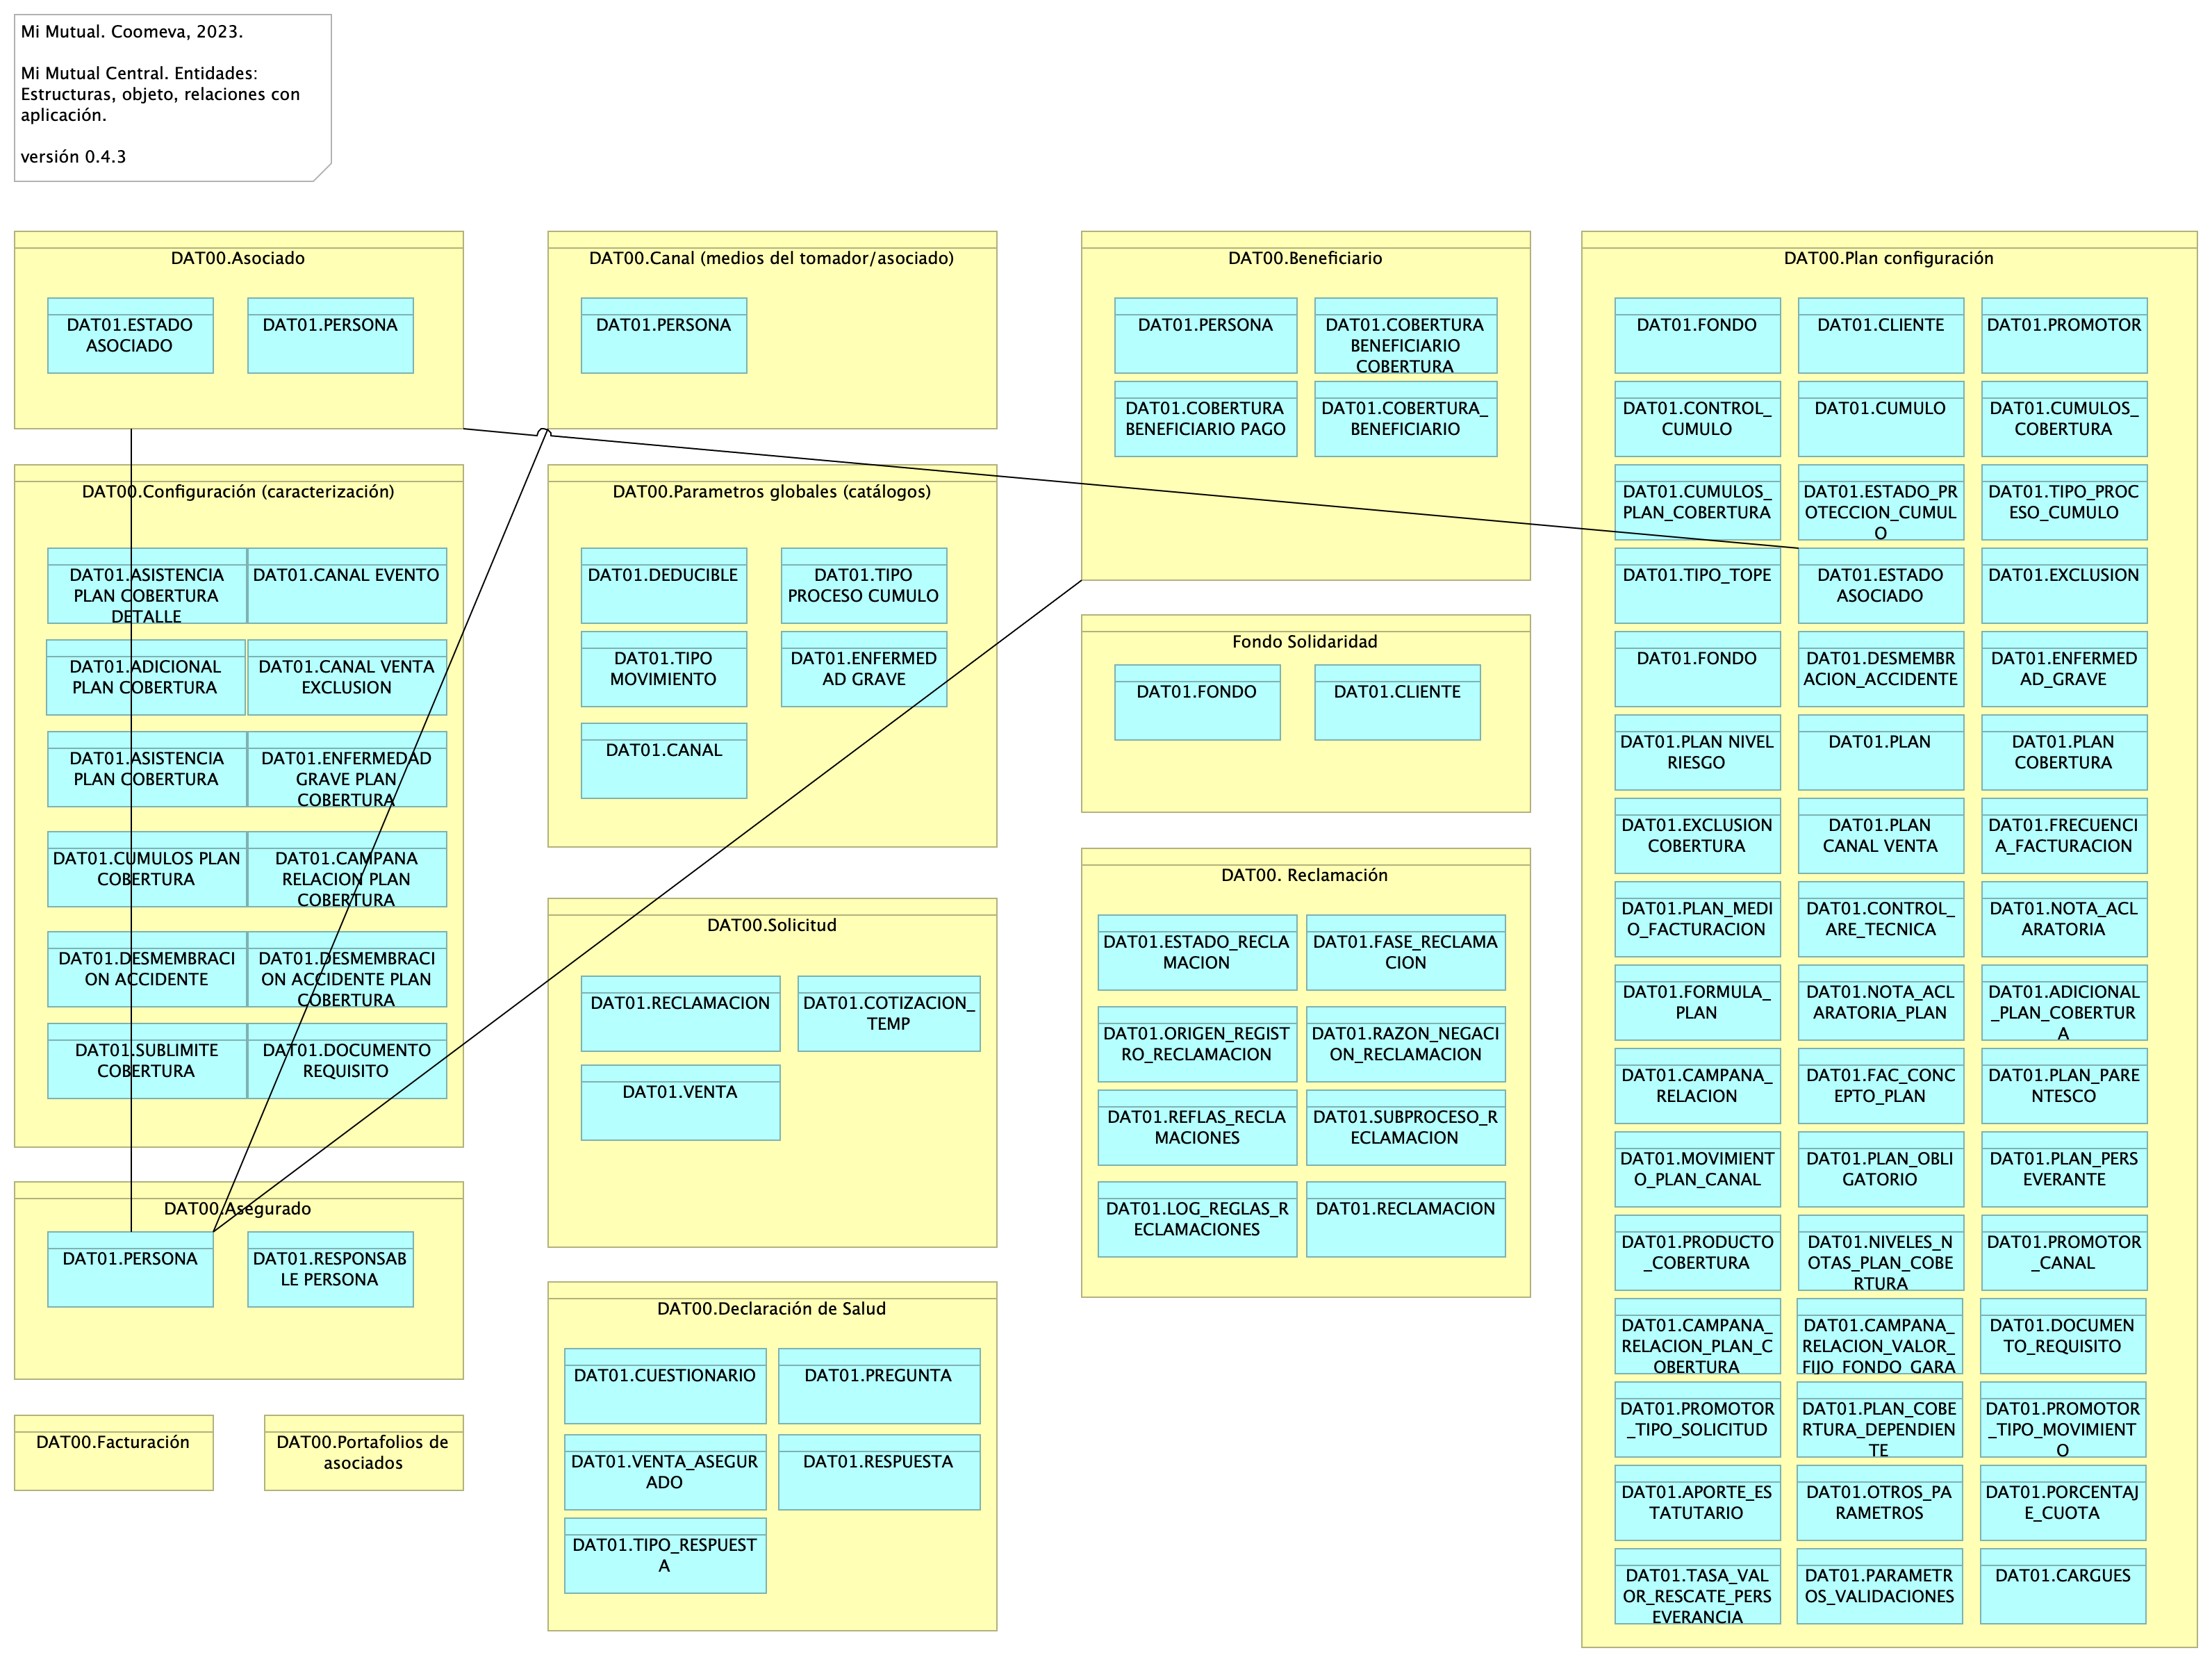 Mi Mutual. Coomeva, 2023.
Mi Mutual Central. Entidades:
Estructuras, objeto, relaciones con
aplicación.
versión 0.4.3
DAT00.Asociado
DAT01.ESTADO
ASOCIADO
DAT01.PERSONA
DAT00.Canal (medios del tomador/asociado)
DAT01.PERSONA
DAT00.Beneficiario
DAT01.PERSONA
DAT01.COBERTURA
BENEFICIARIO
COBERTURA
DAT01.COBERTURA
BENEFICIARIO PAGO
DAT01.COBERTURA_
BENEFICIARIO
DAT00.Plan configuración
DAT01.FONDO
DAT01.CLIENTE
DAT01.PROMOTOR
DAT01.CONTROL_
CUMULO
DAT01.CUMULO
DAT01.CUMULOS_
COBERTURA
DAT01.CUMULOS_
PLAN_COBERTURA
DAT01.ESTADO_PR
OTECCION_CUMUL
O
DAT01.TIPO_PROC
ESO_CUMULO
DAT01.TIPO_TOPE
DAT01.ESTADO
ASOCIADO
DAT01.EXCLUSION
DAT01.FONDO
DAT01.DESMEMBR
ACION_ACCIDENTE
DAT01.ENFERMED
AD_GRAVE
DAT01.PLAN NIVEL
RIESGO
DAT01.PLAN
DAT01.PLAN
COBERTURA
DAT01.EXCLUSION
COBERTURA
DAT01.PLAN
CANAL VENTA
DAT01.FRECUENCI
A_FACTURACION
DAT01.PLAN_MEDI
O_FACTURACION
DAT01.CONTROL_
ARE_TECNICA
DAT01.NOTA_ACL
ARATORIA
DAT01.FORMULA_
PLAN
DAT01.NOTA_ACL
ARATORIA_PLAN
DAT01.ADICIONAL
_PLAN_COBERTUR
A
DAT01.CAMPANA_
RELACION
DAT01.FAC_CONC
EPTO_PLAN
DAT01.PLAN_PARE
NTESCO
DAT01.MOVIMIENT
O_PLAN_CANAL
DAT01.PLAN_OBLI
GATORIO
DAT01.PLAN_PERS
EVERANTE
DAT01.PRODUCTO
_COBERTURA
DAT01.NIVELES_N
OTAS_PLAN_COBE
RTURA
DAT01.PROMOTOR
_CANAL
DAT01.CAMPANA_
RELACION_PLAN_C
OBERTURA
DAT01.CAMPANA_
RELACION_VALOR_
FIJO_FONDO_GARA
DAT01.DOCUMEN
TO_REQUISITO
DAT01.PROMOTOR
_TIPO_SOLICITUD
DAT01.PLAN_COBE
RTURA_DEPENDIEN
TE
DAT01.PROMOTOR
_TIPO_MOVIMIENT
O
DAT01.APORTE_ES
TATUTARIO
DAT01.OTROS_PA
RAMETROS
DAT01.PORCENTAJ
E_CUOTA
DAT01.TASA_VAL
OR_RESCATE_PERS
EVERANCIA
DAT01.PARAMETR
OS_VALIDACIONES
DAT01.CARGUES
DAT00.Configuración (caracterización)
DAT01.ASISTENCIA
PLAN COBERTURA
DETALLE
DAT01.CANAL EVENTO
DAT01.ADICIONAL
PLAN COBERTURA
DAT01.CANAL VENTA
EXCLUSION
DAT01.ASISTENCIA
PLAN COBERTURA
DAT01.ENFERMEDAD
GRAVE PLAN
COBERTURA
DAT01.CUMULOS PLAN
COBERTURA
DAT01.CAMPANA
RELACION PLAN
COBERTURA
DAT01.DESMEMBRACI
ON ACCIDENTE
DAT01.DESMEMBRACI
ON ACCIDENTE PLAN
COBERTURA
DAT01.SUBLIMITE
COBERTURA
DAT01.DOCUMENTO
REQUISITO
DAT00.Parametros globales (catálogos)
DAT01.DEDUCIBLE
DAT01.TIPO
PROCESO CUMULO
DAT01.TIPO
MOVIMIENTO
DAT01.ENFERMED
AD GRAVE
DAT01.CANAL
Fondo Solidaridad
DAT01.FONDO
DAT01.CLIENTE
DAT00. Reclamación
DAT01.ESTADO_RECLA
MACION
DAT01.FASE_RECLAMA
CION
DAT01.ORIGEN_REGIST
RO_RECLAMACION
DAT01.RAZON_NEGACI
ON_RECLAMACION
DAT01.REFLAS_RECLA
MACIONES
DAT01.SUBPROCESO_R
ECLAMACION
DAT01.LOG_REGLAS_R
ECLAMACIONES
DAT01.RECLAMACION
DAT00.Solicitud
DAT01.RECLAMACION
DAT01.COTIZACION_
TEMP
DAT01.VENTA
DAT00.Asegurado
DAT01.PERSONA
DAT01.RESPONSAB
LE PERSONA
DAT00.Declaración de Salud
DAT01.CUESTIONARIO
DAT01.PREGUNTA
DAT01.VENTA_ASEGUR
ADO
DAT01.RESPUESTA
DAT01.TIPO_RESPUEST
A
DAT00.Facturación
DAT00.Portafolios de
asociados